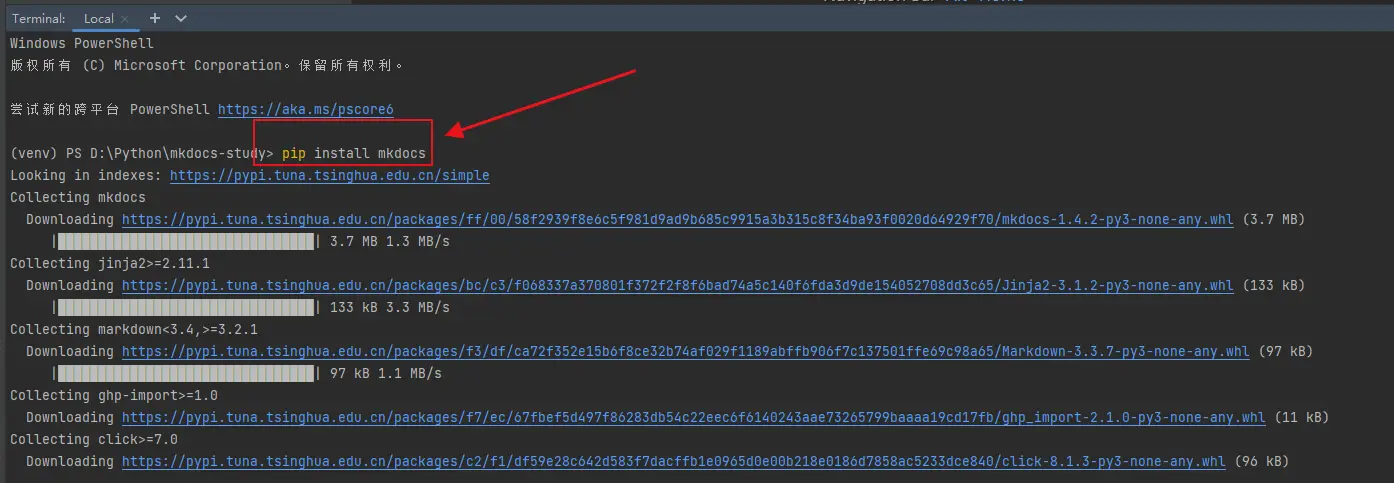 Terminal: Local × + ∨
Windows PowerShell
版权所有 (C) Microsoft Corporation。保留所有权利。
尝试新的跨平台 PowerShell https://aka.ms/pscore6
(venv) PS D:\Python\mkdocs-study> pip install mkdocs
Looking in indexes: https://pypi.tuna.tsinghua.edu.cn/simple
Collecting mkdocs
Downloading https://pypi.tuna.tsinghua.edu.cn/packages/ff/00/58f2939f8e6c5f981d9ad9b685c9915a3b315c8f34ba93f0020d64929f70/mkdocs-1.4.2-py3-none-any.whl (3.7 MB)
|████████████████████████████████| 3.7 MB 1.3 MB/s
Collecting jinja2>=2.11.1
Downloading https://pypi.tuna.tsinghua.edu.cn/packages/bc/c3/f068337a370801f372f2f8f6bad74a5c140f6fda3d9de154052708dd3c65/Jinja2-3.1.2-py3-none-any.whl (133 kB)
|████████████████████████████████| 133 kB 3.3 MB/s
Collecting markdown<3.4,>=3.2.1
Downloading https://pypi.tuna.tsinghua.edu.cn/packages/f3/df/ca72f352e15b6f8ce32b74af029f1189abffb906f7c137501ffe69c98a65/Markdown-3.3.7-py3-none-any.whl (97 kB)
|████████████████████████████████| 97 kB 1.1 MB/s
Collecting ghp-import>=1.0
Downloading https://pypi.tuna.tsinghua.edu.cn/packages/f7/ec/67fbef5d497f86283db54c22eec6f6140243aae73265799baaaa19cd17fb/ghp_import-2.1.0-py3-none-any.whl (11 kB)
Collecting click>=7.0
Downloading https://pypi.tuna.tsinghua.edu.cn/packages/c2/f1/df59e28c642d583f7dacffb1e0965d0e00b218e0186d7858ac5233dce840/click-8.1.3-py3-none-any.whl (96 kB)